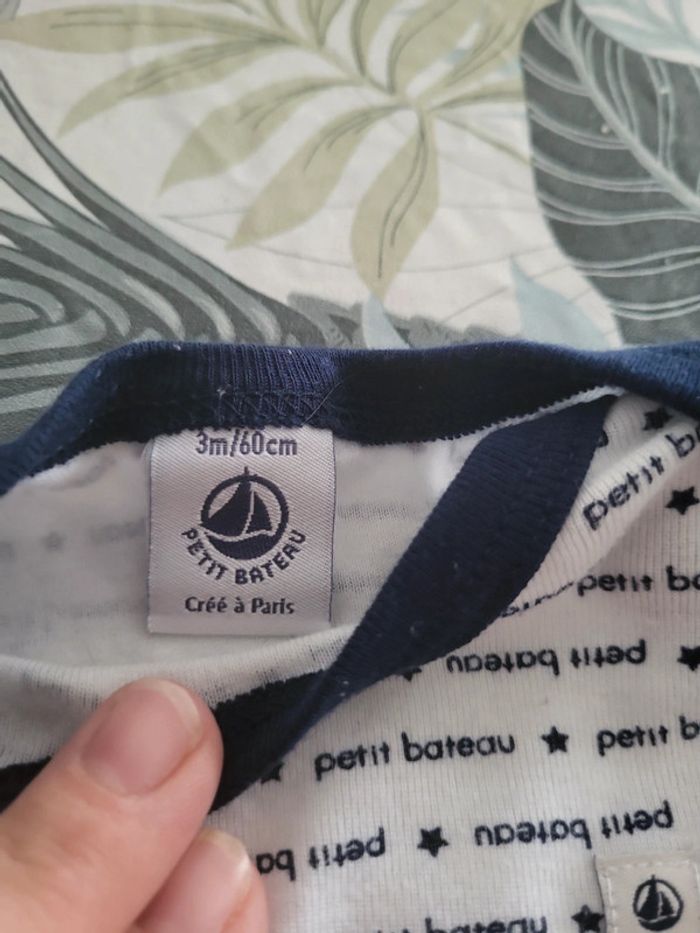 3m/60cm
PETIT BATEAU
Créé à Paris
petit b
petit ba
petit bateau
petit bateau ★ petit b
petit ba
petit bateau
bateau